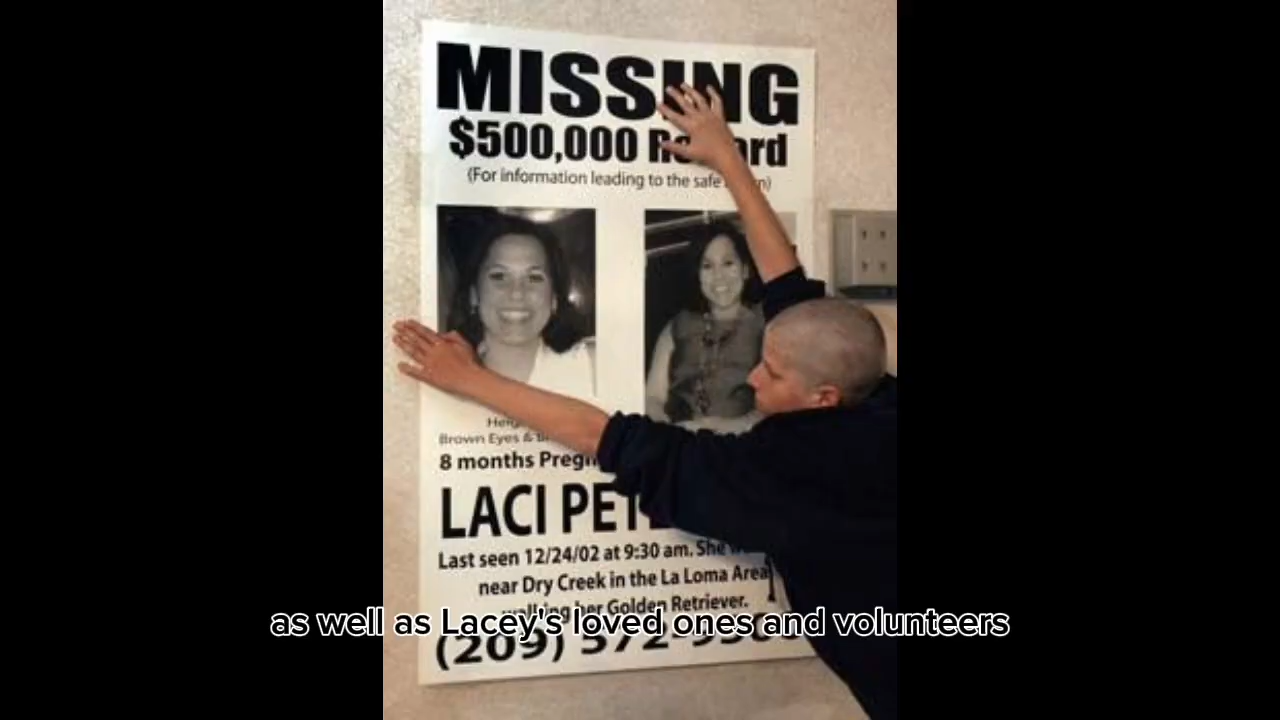 MISSING
$500,000
(For information leading to the safe
Brown Eyes &
8 months
LACI
Last seen 12/24/02 at 9:30 am. She
near Dry Creek in the La Loma Area
walking her Golden Retriever.
as well as Lacey's loved ones and volunteers
(209)